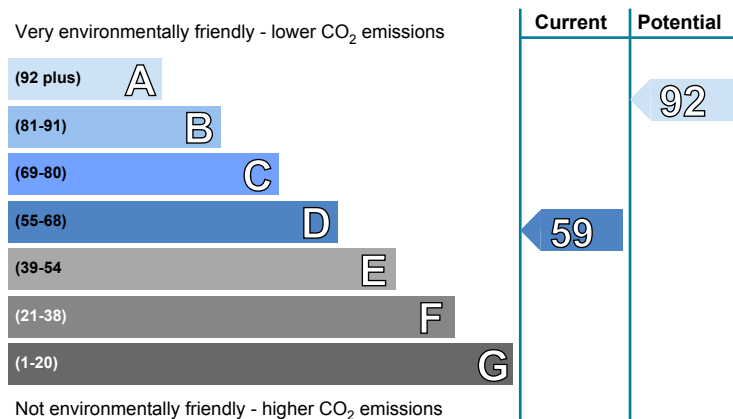 Very environmentally friendly - lower CO2 emissions
Current
Potential
(92 plus) A
92
(81-91) B
(69-80) C
(55-68) D
59
(39-54 E
(21-38) F
(1-20) G
Not environmentally friendly - higher CO2 emissions